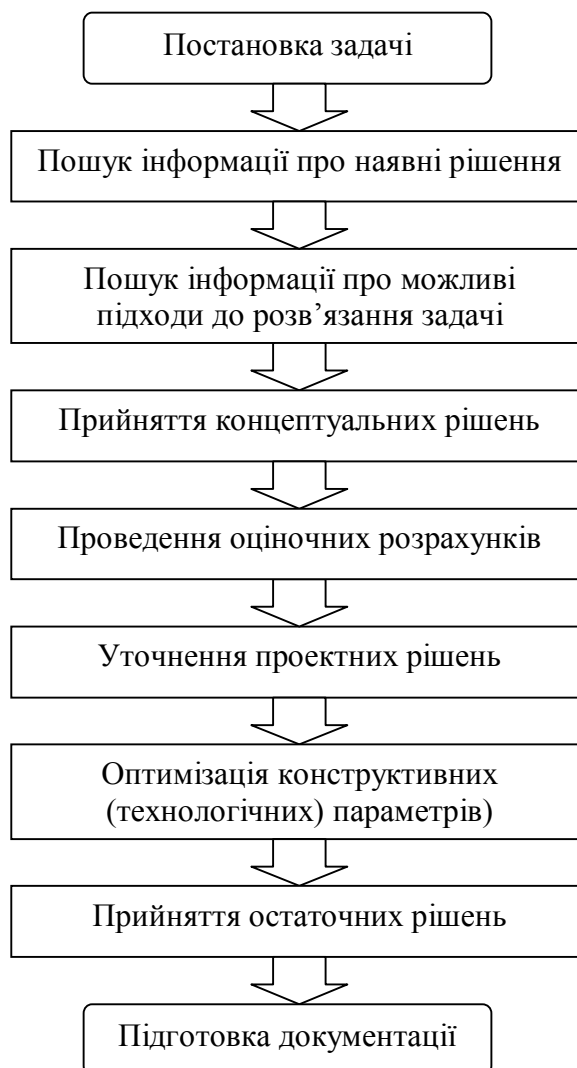 Постановка задачі
Пошук інформації про наявні рішення
Пошук інформації про можливі
підходи до розв’язання задачі
Прийняття концептуальних рішень
Проведення оціночних розрахунків
Уточнення проектних рішень
Оптимізація конструктивних
(технологічних) параметрів)
Прийняття остаточних рішень
Підготовка документації